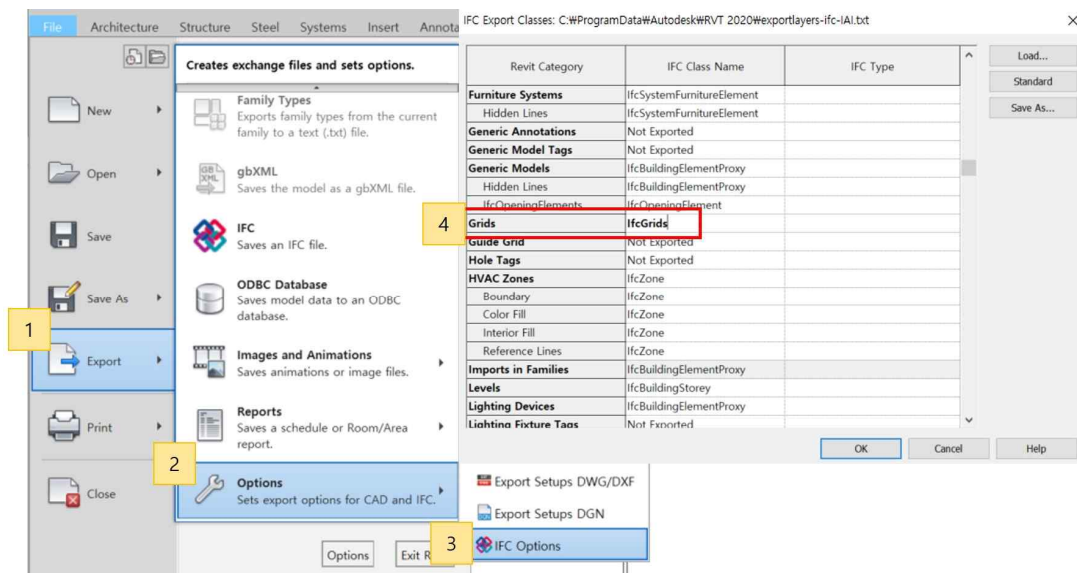 File Architecture Structure Steel Systems Insert Annota
Creates exchange files and sets options.
New
Open
Save
Save As
1
Export
Print
Close
Family Types
Exports family types from the current
family to a text (.txt) file.
gbXML
Saves the model as a gbXML file.
IFC
Saves an IFC file.
ODBC Database
Saves model data to an ODBC
database.
Images and Animations
Saves animations or image files.
Reports
Saves a schedule or Room/Area
report.
2
Options
Sets export options for CAD and IFC.
Options Exit R
3
Export Setups DWG/DXF
Export Setups DGN
IFC Options
IFC Export Classes: C:₩ProgramData₩Autodesk₩RVT 2020₩exportlayers-ifc-IAI.txt
Revit Category IFC Class Name IFC Type
Furniture Systems IfcSystemFurnitureElement
Hidden Lines IfcSystemFurnitureElement
Generic Annotations Not Exported
Generic Model Tags Not Exported
Generic Models IfcBuildingElementProxy
Hidden Lines IfcBuildingElementProxy
IfcOpeningElements IfcOpeningElement
4
Grids IfcGrids
Guide Grid Not Exported
Hole Tags Not Exported
HVAC Zones IfcZone
Boundary IfcZone
Color Fill IfcZone
Interior Fill IfcZone
Reference Lines IfcZone
Imports in Families IfcBuildingElementProxy
Levels IfcBuildingStorey
Lighting Devices IfcBuildingElementProxy
Lighting Fixture Tags Not Exported
Load...
Standard
Save As...
OK Cancel Help